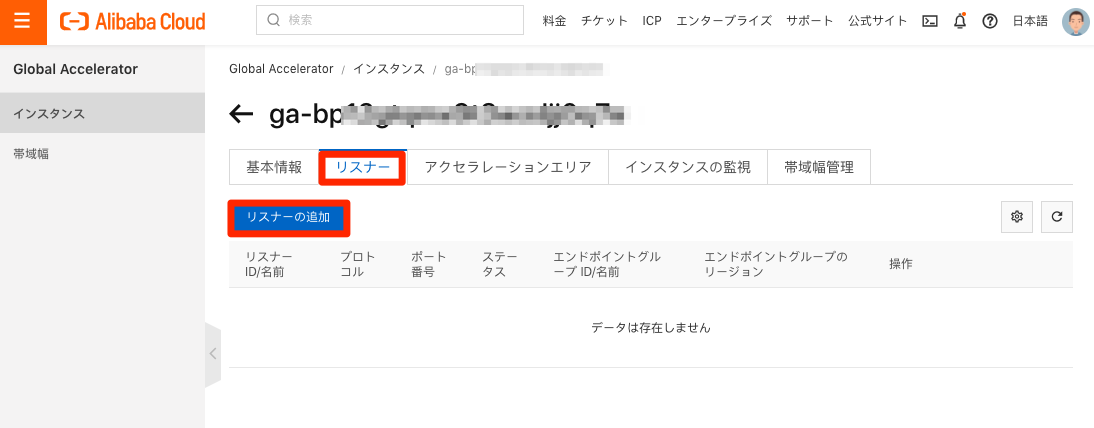 Alibaba Cloud
検索
料金 チケット ICP エンタープライズ サポート 公式サイト 日本語
Global Accelerator
インスタンス
帯域幅
Global Accelerator / インスタンス / ga-bp
ga-bp
基本情報 リスナー アクセラレーションエリア インスタンスの監視 帯域幅管理
リスナーの追加
リスナー ID/名前
プロトコル
ポート番号
ステータス
エンドポイントグループ ID/名前
エンドポイントグループのリージョン
操作
データは存在しません